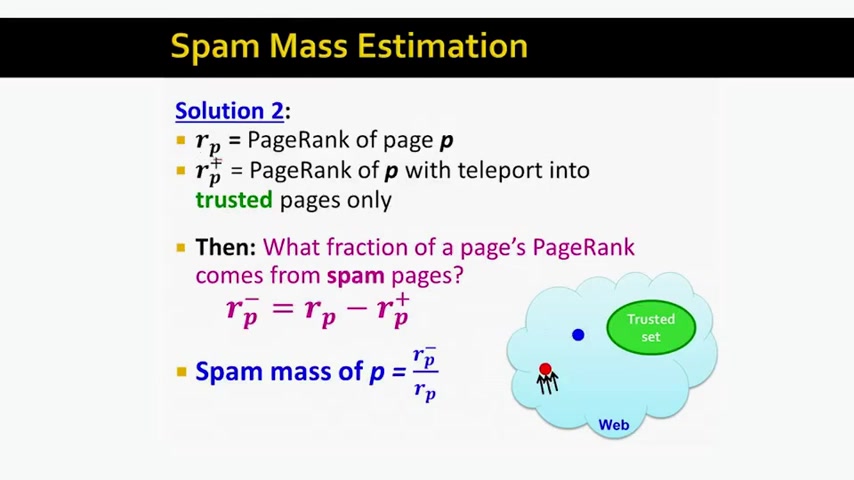 Spam Mass Estimation
Solution 2:
▪ r_p = PageRank of page p
▪ r_p^+ = PageRank of p with teleport into
trusted pages only
▪ Then: What fraction of a page's PageRank
comes from spam pages?
r_p^- = r_p − r_p^+
▪ Spam mass of p = r_p^- / r_p
Trusted
set
Web